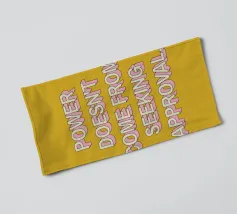 POWER
DOESN'T
COME FROM
SEEKING
APPROVAL